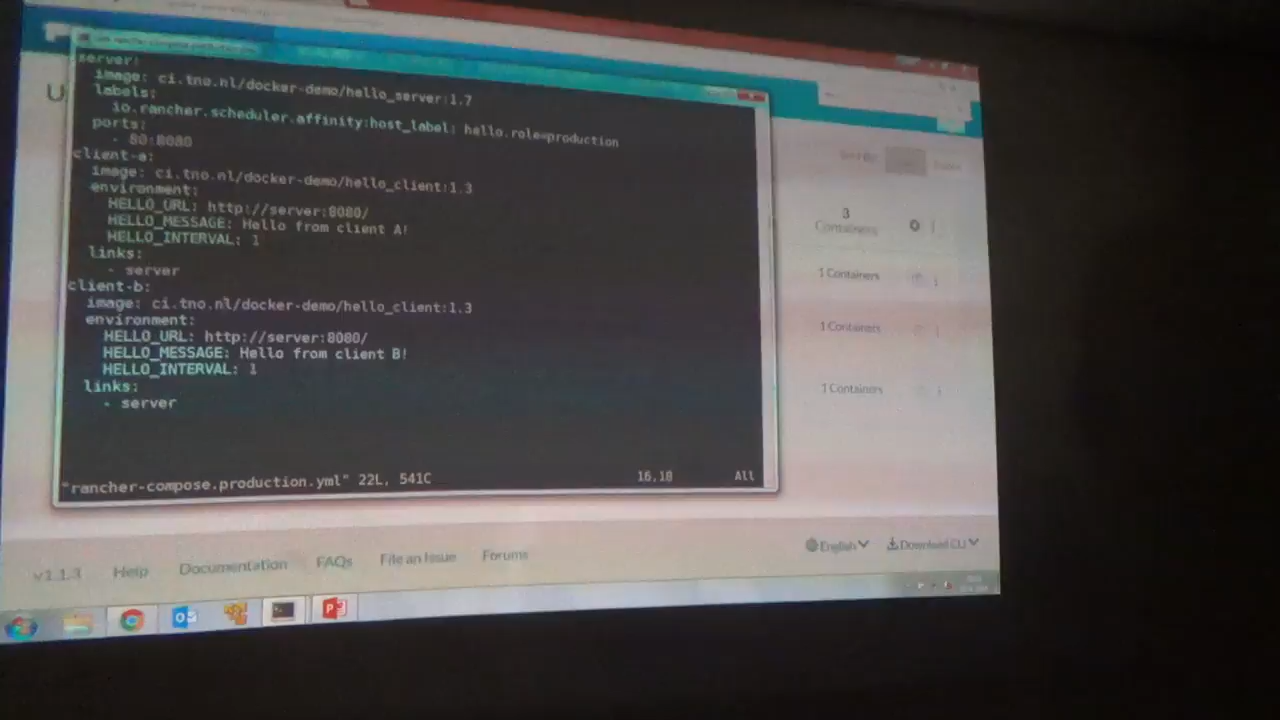 server:
image: ci.tno.nl/docker-demo/hello_server:1.7
labels:
io.rancher.scheduler.affinity:host_label: hello.role=production
ports:
- 80:8080
client-a:
image: ci.tno.nl/docker-demo/hello_client:1.3
environment:
HELLO_URL: http://server:8080/
HELLO_MESSAGE: Hello from client A!
HELLO_INTERVAL: 1
links:
- server
client-b:
image: ci.tno.nl/docker-demo/hello_client:1.3
environment:
HELLO_URL: http://server:8080/
HELLO_MESSAGE: Hello from client B!
HELLO_INTERVAL: 1
links:
- server
"rancher-compose.production.yml" 22L, 541C 16,18 All
U
Sort By:
3
Containers
1 Containers
1 Containers
1 Containers
v1.1.3 Help Documentation FAQs File an Issue Forums English Download CLI